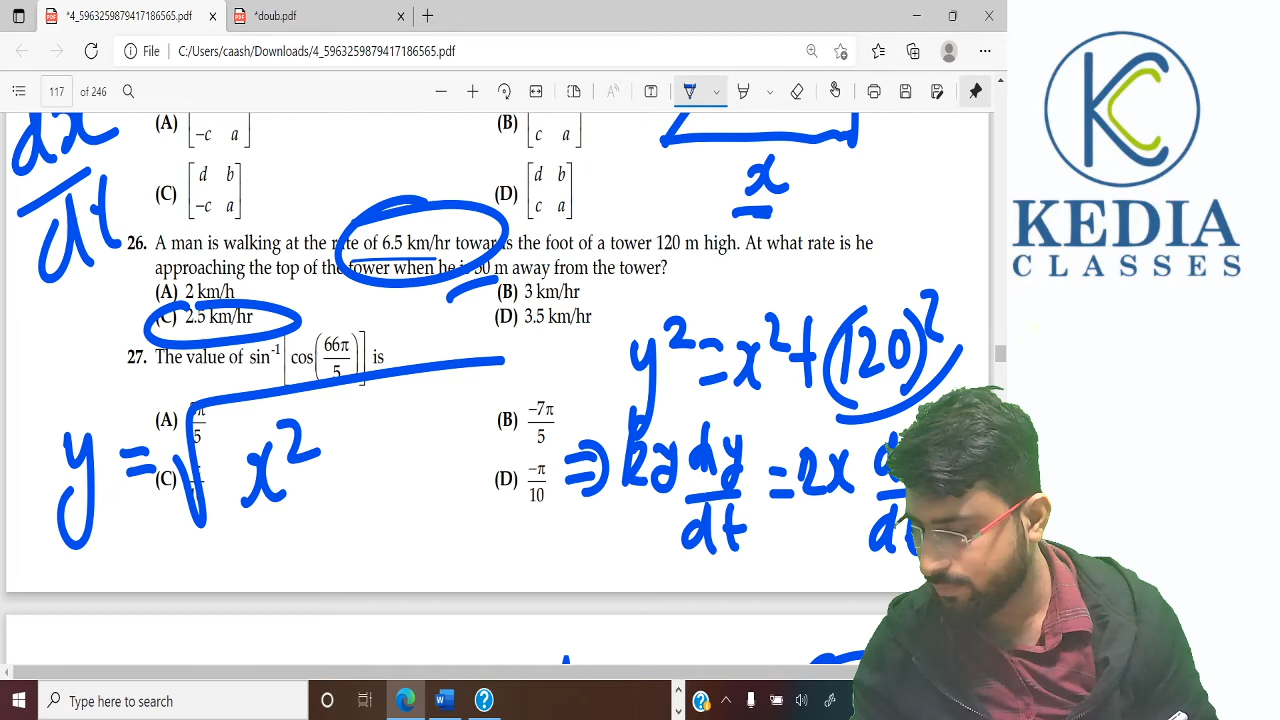 *4_5963259879417186565.pdf
*doub.pdf
File C:/Users/caash/Downloads/4_5963259879417186565.pdf
117 of 246
dx
dt
(A) [ -c a ]
(B) [ c a ]
(C) [ d b
-c a ]
(D) [ d b
c a ]
x
26. A man is walking at the rate of 6.5 km/hr towards the foot of a tower 120 m high. At what rate is he
approaching the top of the tower when he is 50 m away from the tower?
(A) 2 km/h
(B) 3 km/hr
(C) 2.5 km/hr
(D) 3.5 km/hr
27. The value of sin⁻¹[cos(66π/5)] is
(A)
(B) -7π/5
(C)
(D) -π/10
y = √x²
y² = x² + (120)²
⇒ 2y dy/dt = 2x
KC
KEDIA
CLASSES
Type here to search